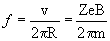 f = v/2πR = ZeB/2πm